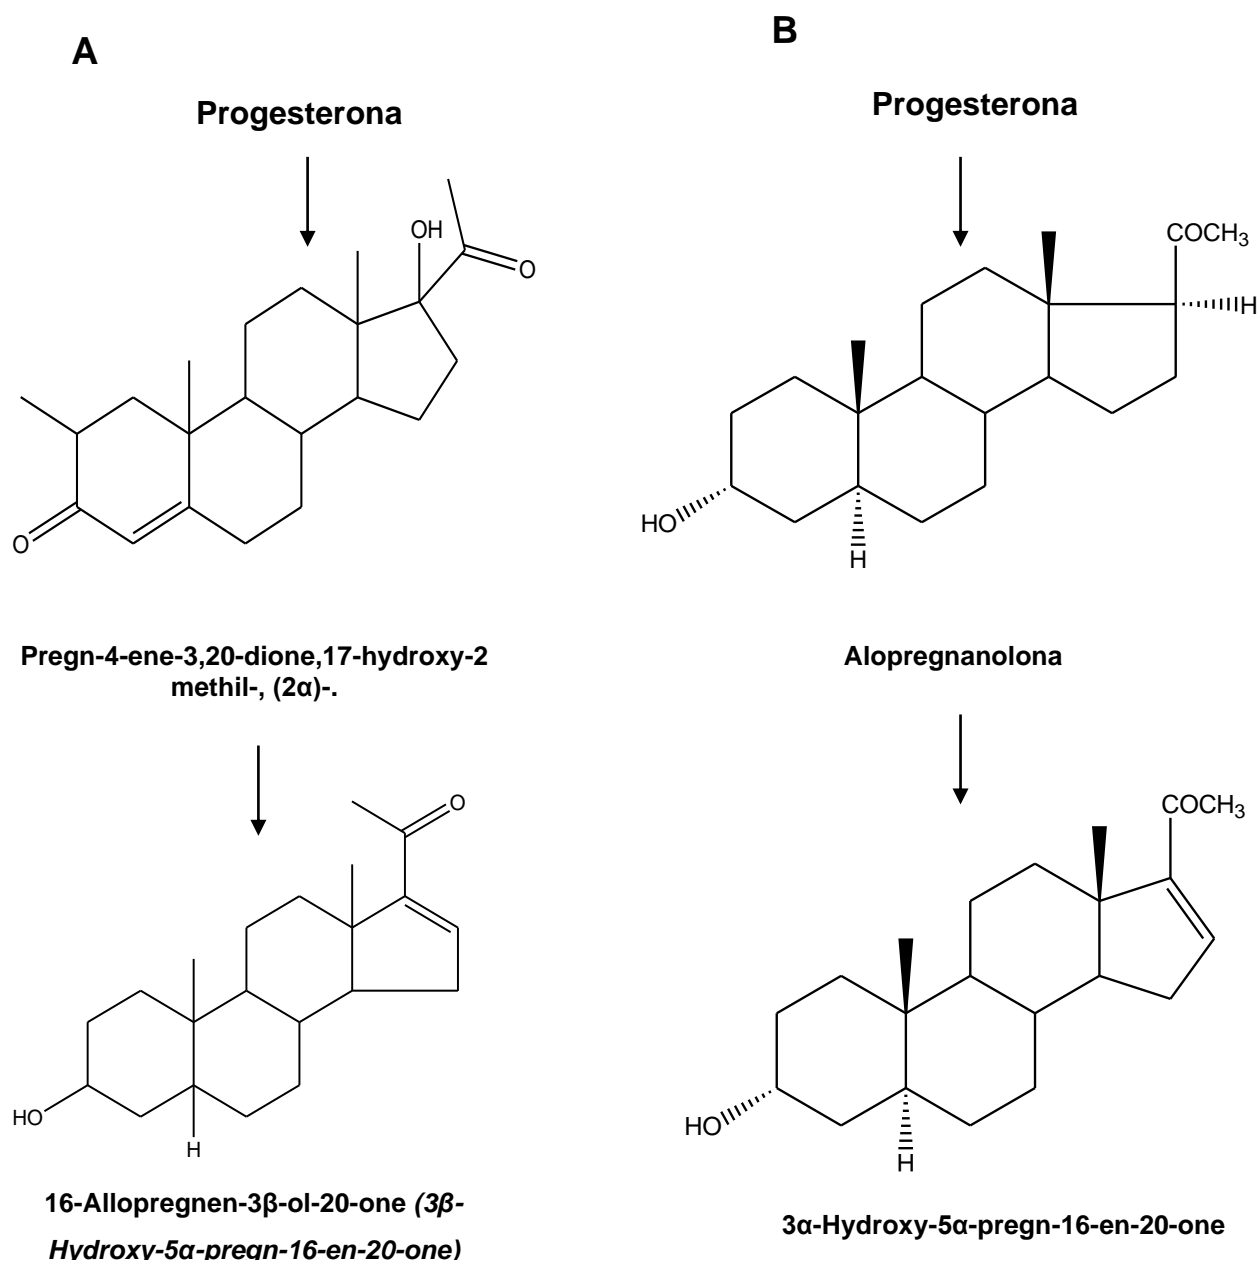 A
Progesterona
OH
O
O
Pregn-4-ene-3,20-dione,17-hydroxy-2
methil-, (2α)-.
O
HO
H
16-Allopregnen-3β-ol-20-one (3β-
Hydroxy-5α-pregn-16-en-20-one)
B
Progesterona
COCH3
H
HO
H
Alopregnanolona
COCH3
HO
H
3α-Hydroxy-5α-pregn-16-en-20-one